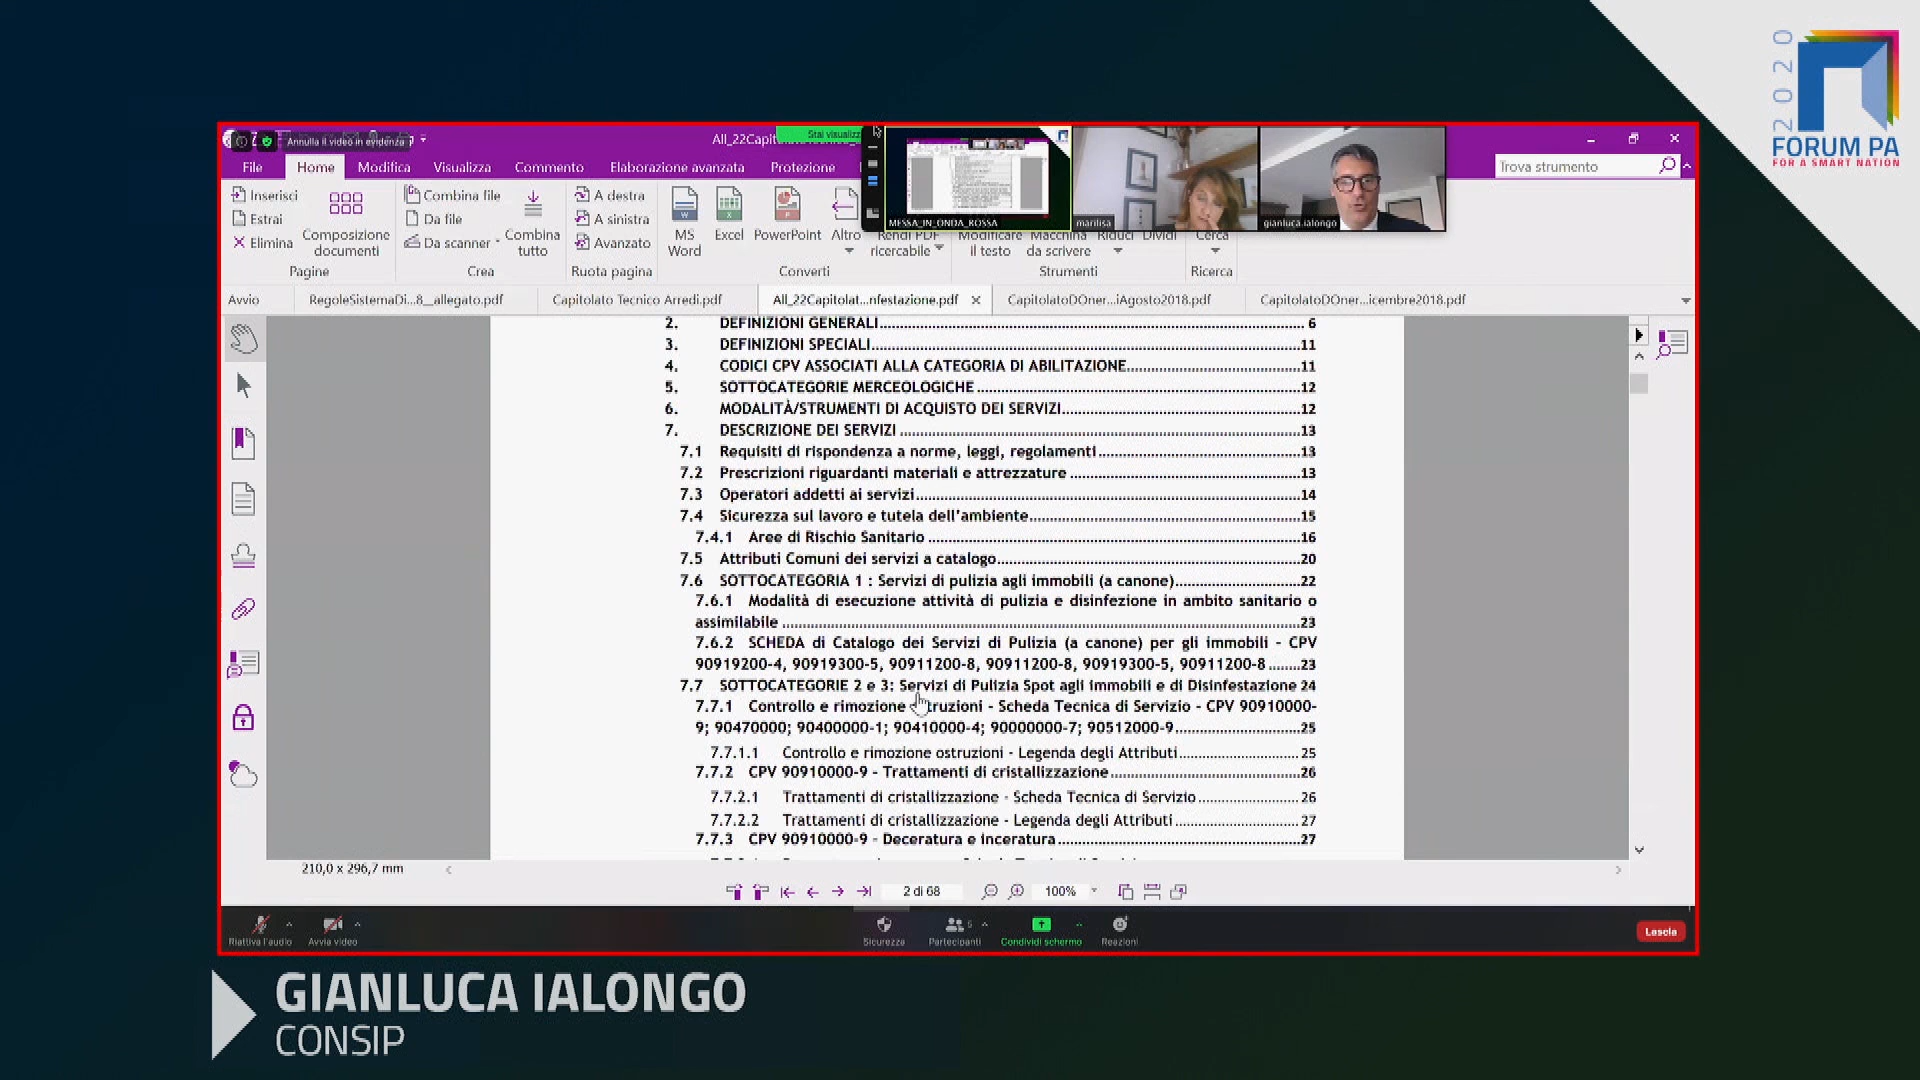 2020
FORUM PA
FOR A SMART NATION
Annulla il video in evidenza
All_22Capit
Stai visualizz
MESSA_IN_ONDA_ROSSA
marilisa
gianluca.ialongo
File
Home
Modifica
Visualizza
Commento
Elaborazione avanzata
Protezione
Trova strumento
Inserisci
Estrai
Elimina
Composizione documenti
Pagine
Combina file
Da file
Da scanner
Combina tutto
Crea
A destra
A sinistra
Avanzato
Ruota pagina
MS Word
Excel
PowerPoint
Altro
Converti
Rendi PDF ricercabile
Modificare il testo
Macchina da scrivere
Riduci
Dividi
Strumenti
Cerca
Ricerca
Avvio
RegoleSistemaDi...8__allegato.pdf
Capitolato Tecnico Arredi.pdf
All_22Capitolat...nfestazione.pdf
CapitolatoDOner...iAgosto2018.pdf
CapitolatoDOner...icembre2018.pdf
2. DEFINIZIONI GENERALI 6
3. DEFINIZIONI SPECIALI 11
4. CODICI CPV ASSOCIATI ALLA CATEGORIA DI ABILITAZIONE 11
5. SOTTOCATEGORIE MERCEOLOGICHE 12
6. MODALITÀ/STRUMENTI DI ACQUISTO DEI SERVIZI 12
7. DESCRIZIONE DEI SERVIZI 13
7.1 Requisiti di rispondenza a norme, leggi, regolamenti 13
7.2 Prescrizioni riguardanti materiali e attrezzature 13
7.3 Operatori addetti ai servizi 14
7.4 Sicurezza sul lavoro e tutela dell'ambiente 15
7.4.1 Aree di Rischio Sanitario 16
7.5 Attributi Comuni dei servizi a catalogo 20
7.6 SOTTOCATEGORIA 1 : Servizi di pulizia agli immobili (a canone) 22
7.6.1 Modalità di esecuzione attività di pulizia e disinfezione in ambito sanitario o
assimilabile 23
7.6.2 SCHEDA di Catalogo dei Servizi di Pulizia (a canone) per gli immobili - CPV
90919200-4, 90919300-5, 90911200-8, 90911200-8, 90919300-5, 90911200-8 23
7.7 SOTTOCATEGORIE 2 e 3: Servizi di Pulizia Spot agli immobili e di Disinfestazione 24
7.7.1 Controllo e rimozione ostruzioni - Scheda Tecnica di Servizio - CPV 90910000-
9; 90470000; 90400000-1; 90410000-4; 90000000-7; 90512000-9 25
7.7.1.1 Controllo e rimozione ostruzioni - Legenda degli Attributi 25
7.7.2 CPV 90910000-9 - Trattamenti di cristallizzazione 26
7.7.2.1 Trattamenti di cristallizzazione - Scheda Tecnica di Servizio 26
7.7.2.2 Trattamenti di cristallizzazione - Legenda degli Attributi 27
7.7.3 CPV 90910000-9 - Deceratura e inceratura 27
210,0 x 296,7 mm
2 di 68
100%
Riattiva l'audio
Avvia video
Sicurezza
Partecipanti 5
Condividi schermo
Reazioni
Lascia
GIANLUCA IALONGO
CONSIP